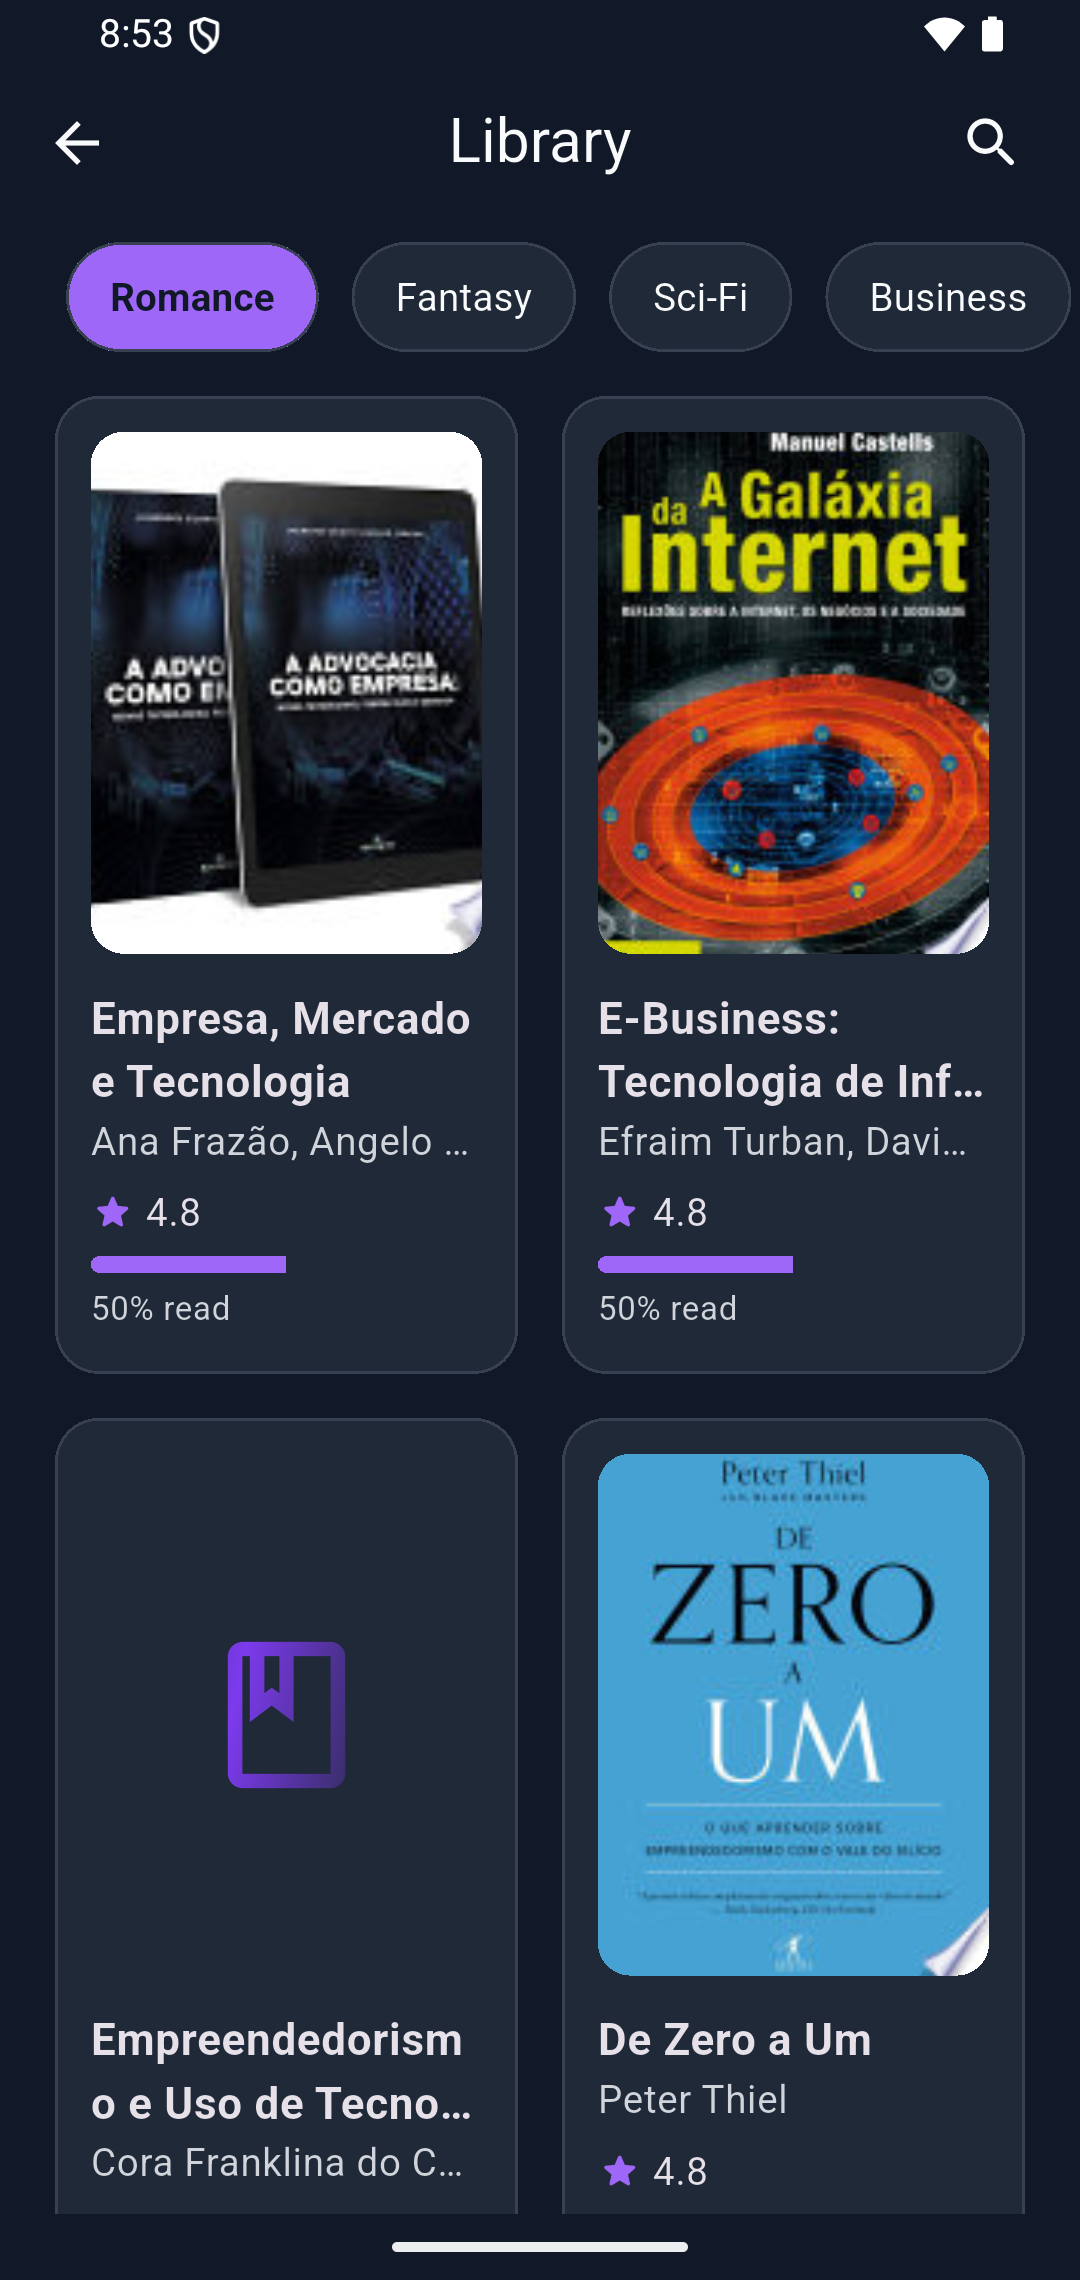 8:53
Library
Romance
Fantasy
Sci-Fi
Business
A ADVO
COMO EM
A ADVOCACIA
COMO EMPRESA
Manuel Castells
A Galáxia
da
Internet
REFLEXÕES SOBRE A INTERNET, OS NEGÓCIOS E A SOCIEDADE
Empresa, Mercado
e Tecnologia
Ana Frazão, Angelo ...
4.8
50% read
E-Business:
Tecnologia de Inf...
Efraim Turban, Davi...
4.8
50% read
Peter Thiel
DE
ZERO
A
UM
O QUE APRENDER SOBRE
EMPREENDEDORISMO COM O VALE DO SILÍCIO
Empreendedorism
o e Uso de Tecno...
Cora Franklina do C...
De Zero a Um
Peter Thiel
4.8